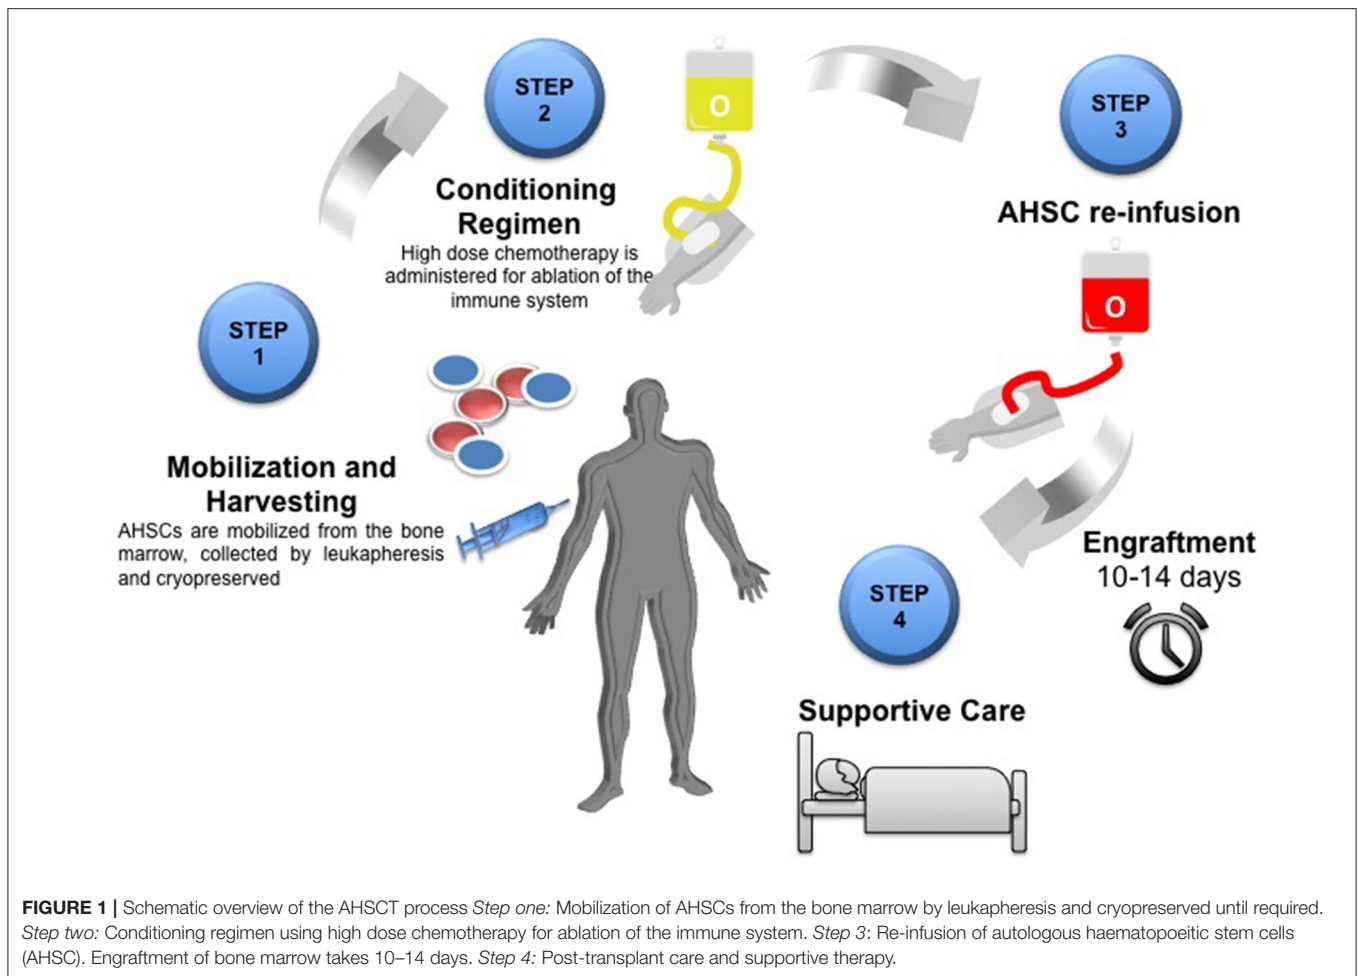 STEP
1
Mobilization and
Harvesting
AHSCs are mobilized from the bone
marrow, collected by leukapheresis
and cryopreserved
STEP
2
Conditioning
Regimen
High dose chemotherapy is
administered for ablation of the
immune system
O
STEP
3
AHSC re-infusion
O
Engraftment
10-14 days
STEP
4
Supportive Care
FIGURE 1 | Schematic overview of the AHSCT process Step one: Mobilization of AHSCs from the bone marrow by leukapheresis and cryopreserved until required.
Step two: Conditioning regimen using high dose chemotherapy for ablation of the immune system. Step 3: Re-infusion of autologous haematopoeitic stem cells
(AHSC). Engraftment of bone marrow takes 10–14 days. Step 4: Post-transplant care and supportive therapy.